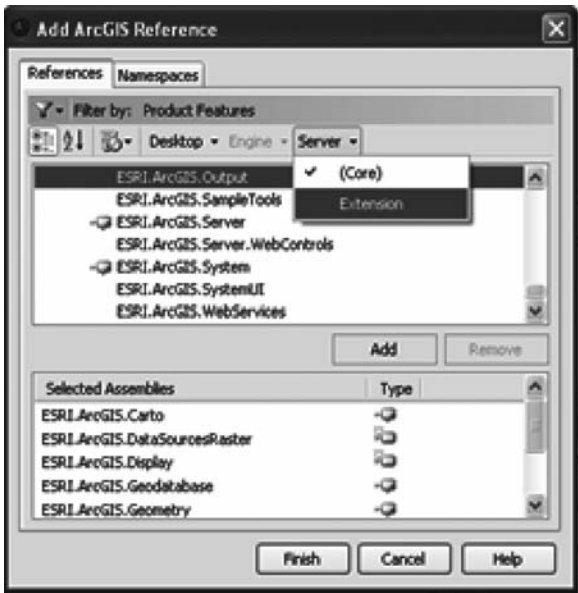 Add ArcGIS Reference
References Namespaces
Filter by: Product Features
Desktop Engine Server
(Core)
Extension
ESRI.ArcGIS.Output
ESRI.ArcGIS.SampleTools
ESRI.ArcGIS.Server
ESRI.ArcGIS.Server.WebControls
ESRI.ArcGIS.System
ESRI.ArcGIS.SystemUI
ESRI.ArcGIS.WebServices
Add Remove
Selected Assemblies Type
ESRI.ArcGIS.Carto
ESRI.ArcGIS.DataSourcesRaster
ESRI.ArcGIS.Display
ESRI.ArcGIS.Geodatabase
ESRI.ArcGIS.Geometry
Finish Cancel Help